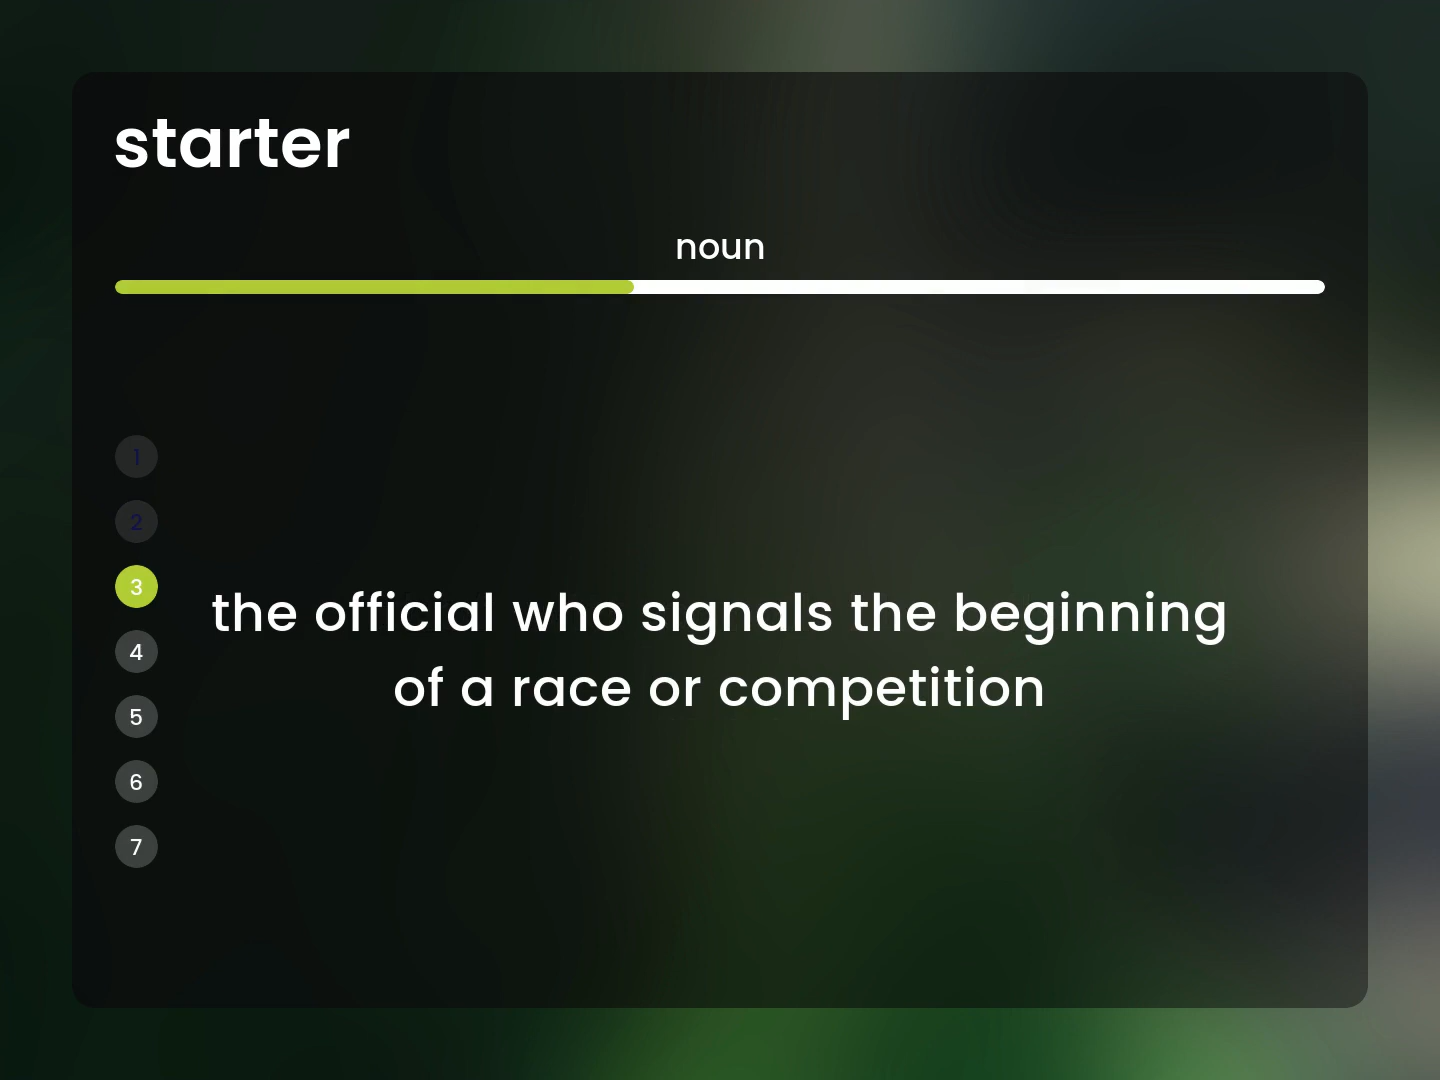 starter
noun
1
2
3
the official who signals the beginning
of a race or competition
4
5
6
7